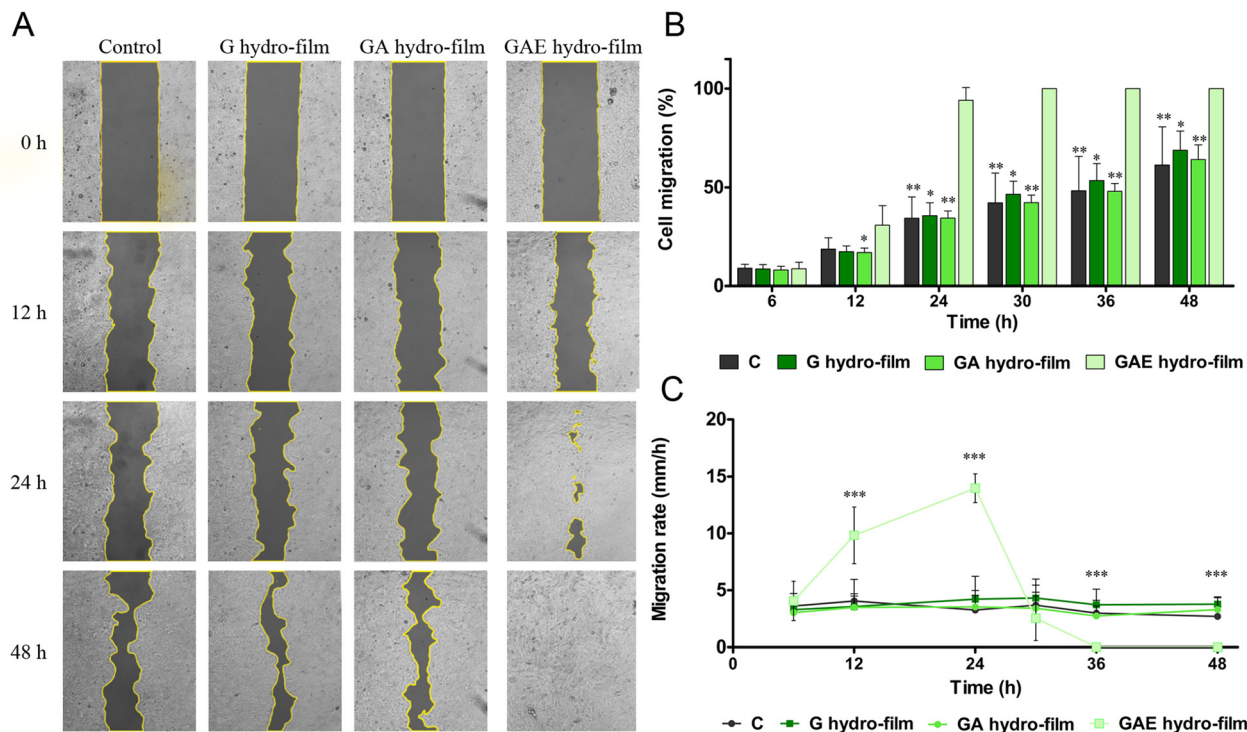 A
Control G hydro-film GA hydro-film GAE hydro-film
0 h
12 h
24 h
48 h
B
Cell migration (%)
100
50
0
** * **
** * **
** * **
** * **
*
6 12 24 30 36 48
Time (h)
C G hydro-film GA hydro-film GAE hydro-film
C
Migration rate (mm/h)
20
15
10
5
0
*** *** *** ***
0 12 24 36 48
Time (h)
C G hydro-film GA hydro-film GAE hydro-film